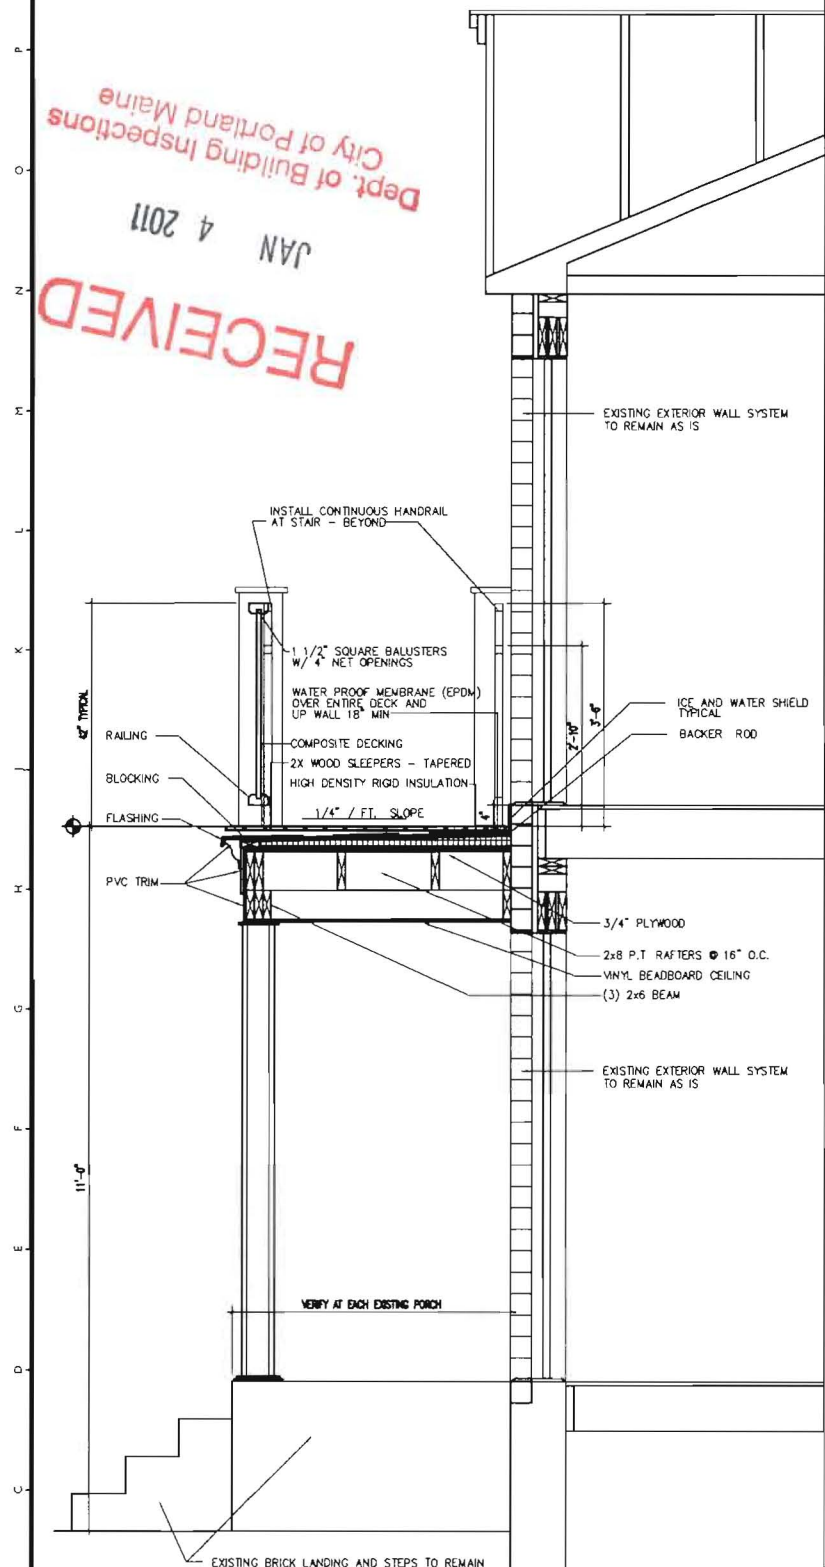 P
O
N
M
L
K
J
H
G
F
E
D
C
Dept. of Building Inspections
City of Portland Maine
JAN 4 2011
RECEIVED
EXISTING EXTERIOR WALL SYSTEM
TO REMAIN AS IS
INSTALL CONTINUOUS HANDRAIL
AT STAIR - BEYOND
1 1/2" SQUARE BALUSTERS
W/ 4" NET OPENINGS
WATER PROOF MEMBRANE (EPDM)
OVER ENTIRE DECK AND
UP WALL 18" MIN
42" TYPICAL
RAILING
COMPOSITE DECKING
2X WOOD SLEEPERS - TAPERED
BLOCKING
HIGH DENSITY RIGID INSULATION
FLASHING
1/4" / FT. SLOPE
4"
2'-10"
3'-6"
ICE AND WATER SHIELD
TYPICAL
BACKER ROD
PVC TRIM
3/4" PLYWOOD
2x8 P.T RAFTERS @ 16" O.C.
VINYL BEADBOARD CEILING
(3) 2x6 BEAM
EXISTING EXTERIOR WALL SYSTEM
TO REMAIN AS IS
11'-0"
VERIFY AT EACH EXISTING PORCH
EXISTING BRICK LANDING AND STEPS TO REMAIN